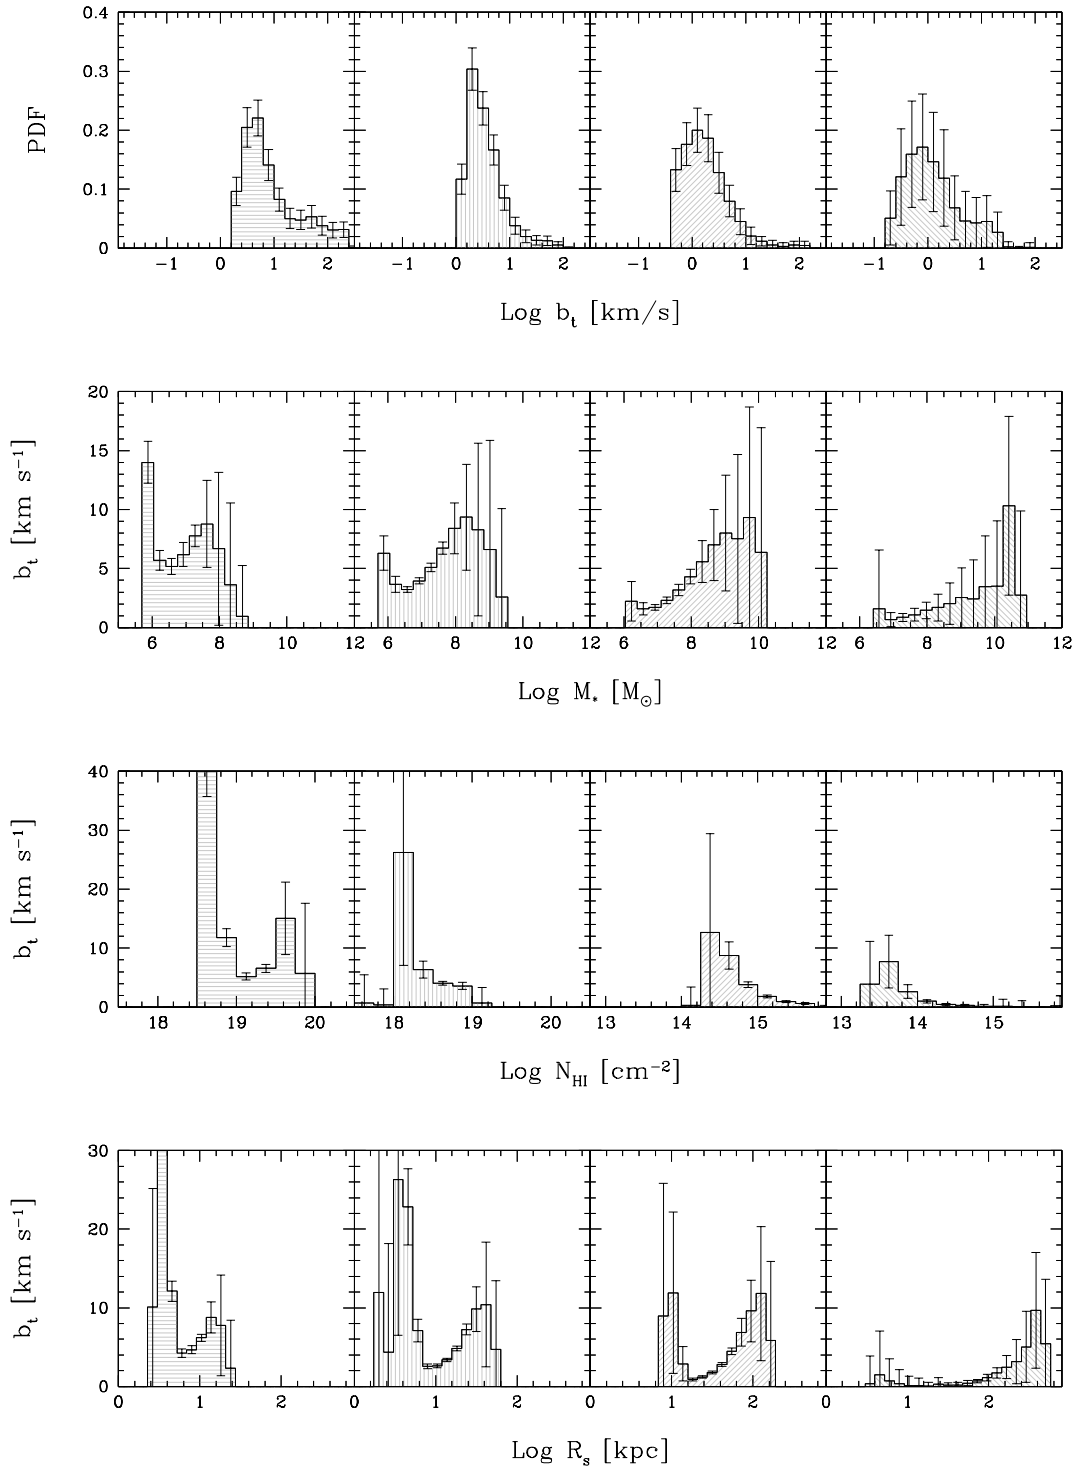 0.4
0.3
0.2
0.1
0
PDF
-1 0 1 2 -1 0 1 2 -1 0 1 2 -1 0 1 2
Log b_t [km/s]
20
15
10
5
0
b_t [km s⁻¹]
6 8 10 12 6 8 10 12 6 8 10 12 6 8 10 12
Log M_* [M_⊙]
40
30
20
10
0
b_t [km s⁻¹]
18 19 20 18 19 20 13 14 15 13 14 15
Log N_HI [cm⁻²]
30
20
10
0
b_t [km s⁻¹]
0 1 2 0 1 2 0 1 2 0 1 2
Log R_s [kpc]